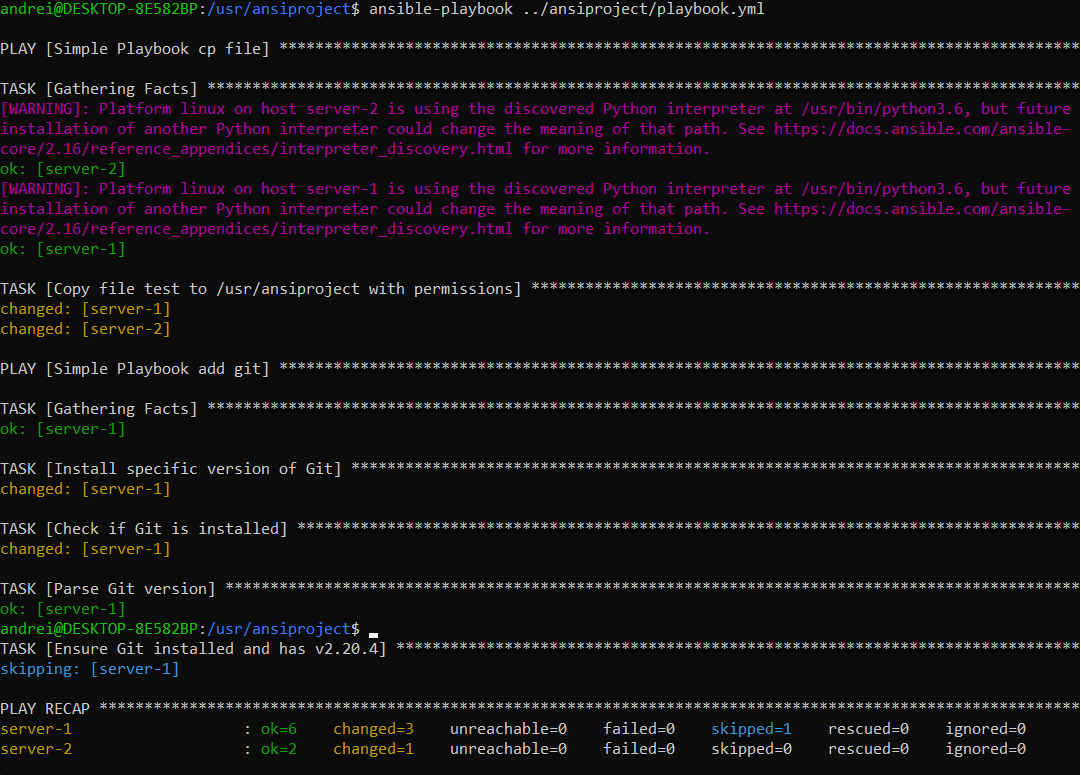 andrei@DESKTOP-8E582BP:/usr/ansiproject$ ansible-playbook ../ansiproject/playbook.yml
PLAY [Simple Playbook cp file] *****************************************************************************************
TASK [Gathering Facts] *************************************************************************************************
[WARNING]: Platform linux on host server-2 is using the discovered Python interpreter at /usr/bin/python3.6, but future
installation of another Python interpreter could change the meaning of that path. See https://docs.ansible.com/ansible-
core/2.16/reference_appendices/interpreter_discovery.html for more information.
ok: [server-2]
[WARNING]: Platform linux on host server-1 is using the discovered Python interpreter at /usr/bin/python3.6, but future
installation of another Python interpreter could change the meaning of that path. See https://docs.ansible.com/ansible-
core/2.16/reference_appendices/interpreter_discovery.html for more information.
ok: [server-1]
TASK [Copy file test to /usr/ansiproject with permissions] *************************************************************
changed: [server-1]
changed: [server-2]
PLAY [Simple Playbook add git] *****************************************************************************************
TASK [Gathering Facts] *************************************************************************************************
ok: [server-1]
TASK [Install specific version of Git] *********************************************************************************
changed: [server-1]
TASK [Check if Git is installed] ***************************************************************************************
changed: [server-1]
TASK [Parse Git version] ***********************************************************************************************
ok: [server-1]
andrei@DESKTOP-8E582BP:/usr/ansiproject$
TASK [Ensure Git installed and has v2.20.4] ****************************************************************************
skipping: [server-1]
PLAY RECAP *************************************************************************************************************
server-1                   : ok=6    changed=3    unreachable=0    failed=0    skipped=1    rescued=0    ignored=0
server-2                   : ok=2    changed=1    unreachable=0    failed=0    skipped=0    rescued=0    ignored=0